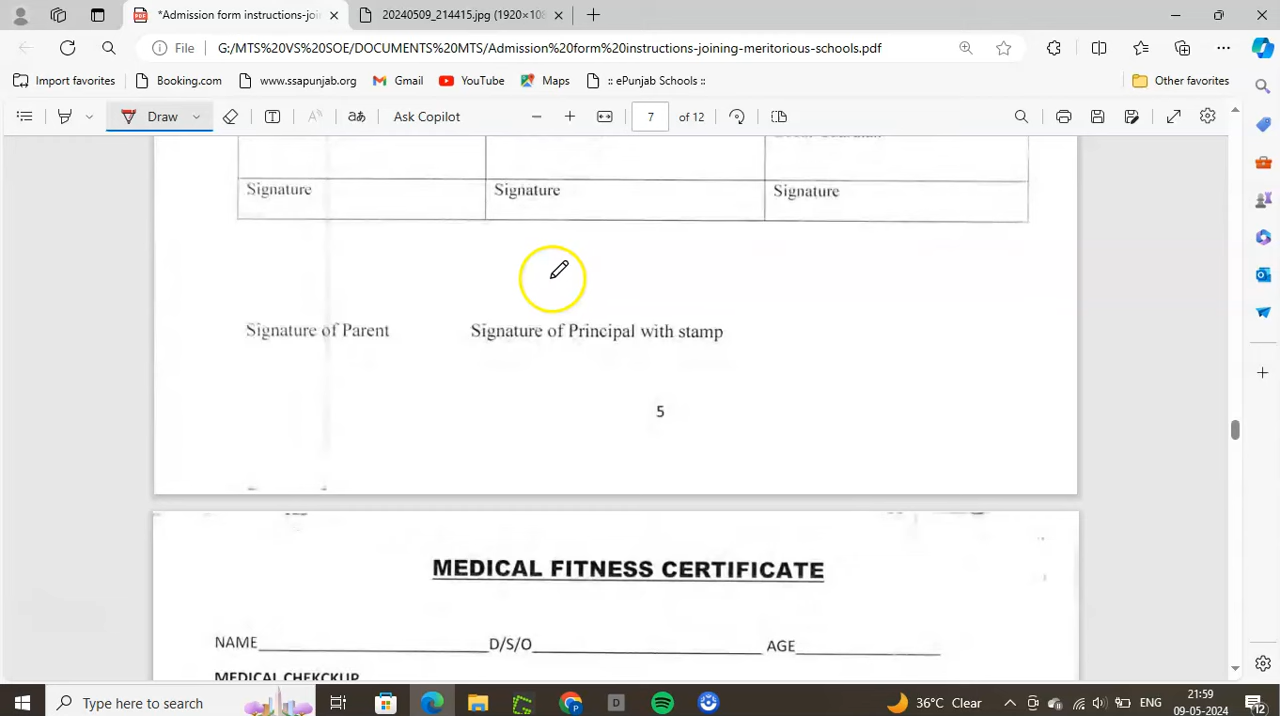 *Admission form instructions-join
20240509_214415.jpg (1920×108
File
G:/MTS%20VS%20SOE/DOCUMENTS%20MTS/Admission%20form%20instructions-joining-meritorious-schools.pdf
Import favorites
Booking.com
www.ssapunjab.org
Gmail
YouTube
Maps
:: ePunjab Schools ::
Other favorites
Draw
Ask Copilot
7 of 12
Signature
Signature
Signature
Signature of Parent
Signature of Principal with stamp
5
MEDICAL FITNESS CERTIFICATE
NAME D/S/O AGE
MEDICAL CHEKCKUP
Type here to search
36°C Clear
ENG
21:59
09-05-2024
12